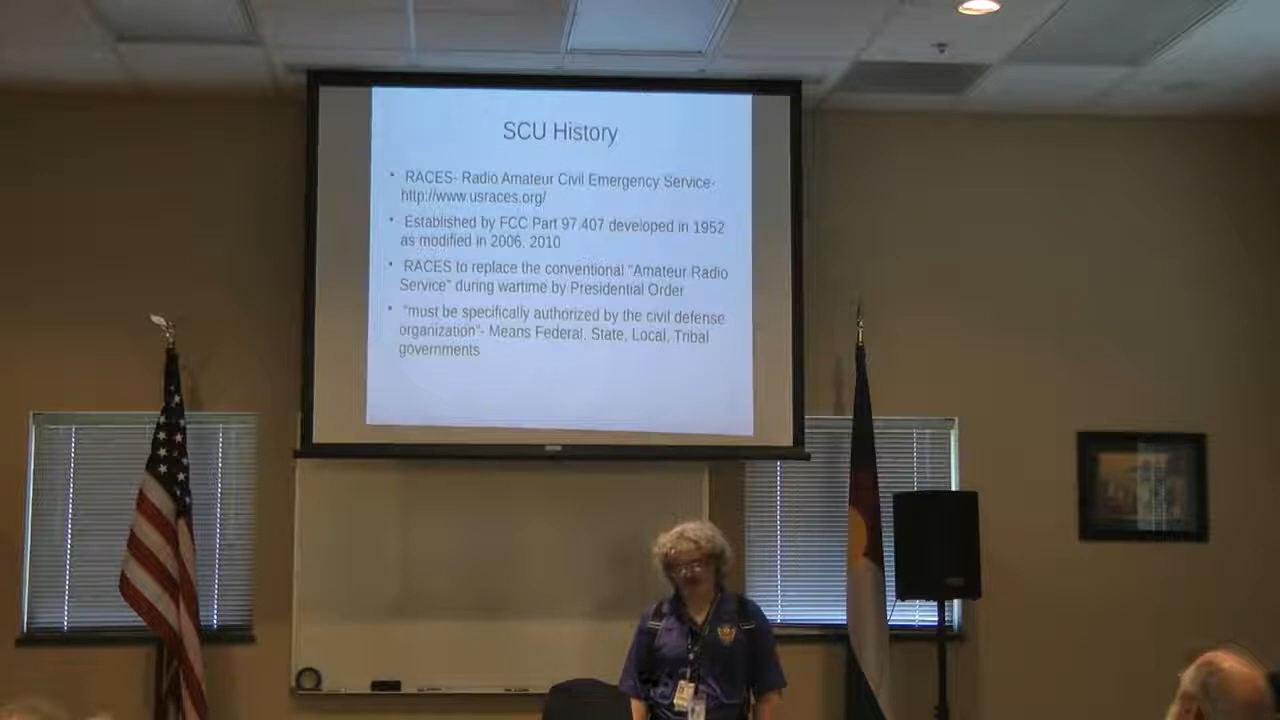 SCU History
• RACES- Radio Amateur Civil Emergency Service-
http://www.usraces.org/
• Established by FCC Part 97.407 developed in 1952
as modified in 2006, 2010
• RACES to replace the conventional "Amateur Radio
Service" during wartime by Presidential Order
• "must be specifically authorized by the civil defense
organization"- Means Federal, State, Local, Tribal
governments